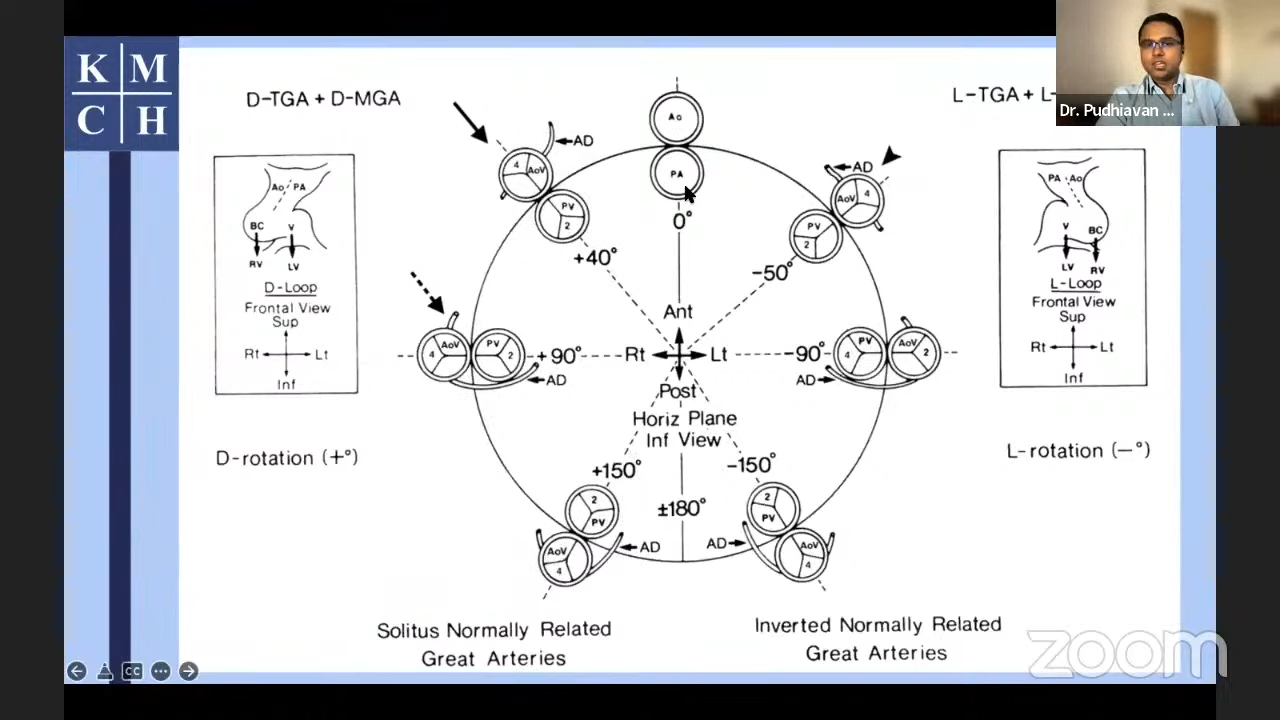 K M
C H
D-TGA + D-MGA
L-TGA + L-
Dr. Pudhiavan ...
Ao
PA
0°
AD
4 AoV
PV
2
+40°
AD
AoV 4
PV
2
-50°
Ao PA
BC V
RV LV
D-Loop
Frontal View
Sup
Rt Lt
Inf
PA Ao
V BC
LV RV
L-Loop
Frontal View
Sup
Rt Lt
Inf
4 AoV PV 2
+90°
AD
Ant
Rt Lt
Post
Horiz Plane
Inf View
-90°
AD
4 PV AoV 2
D-rotation (+°)
L-rotation (-°)
+150°
-150°
±180°
2
PV
AoV
4
AD
2
PV
AoV
4
AD
Solitus Normally Related
Great Arteries
Inverted Normally Related
Great Arteries
CC
zoom